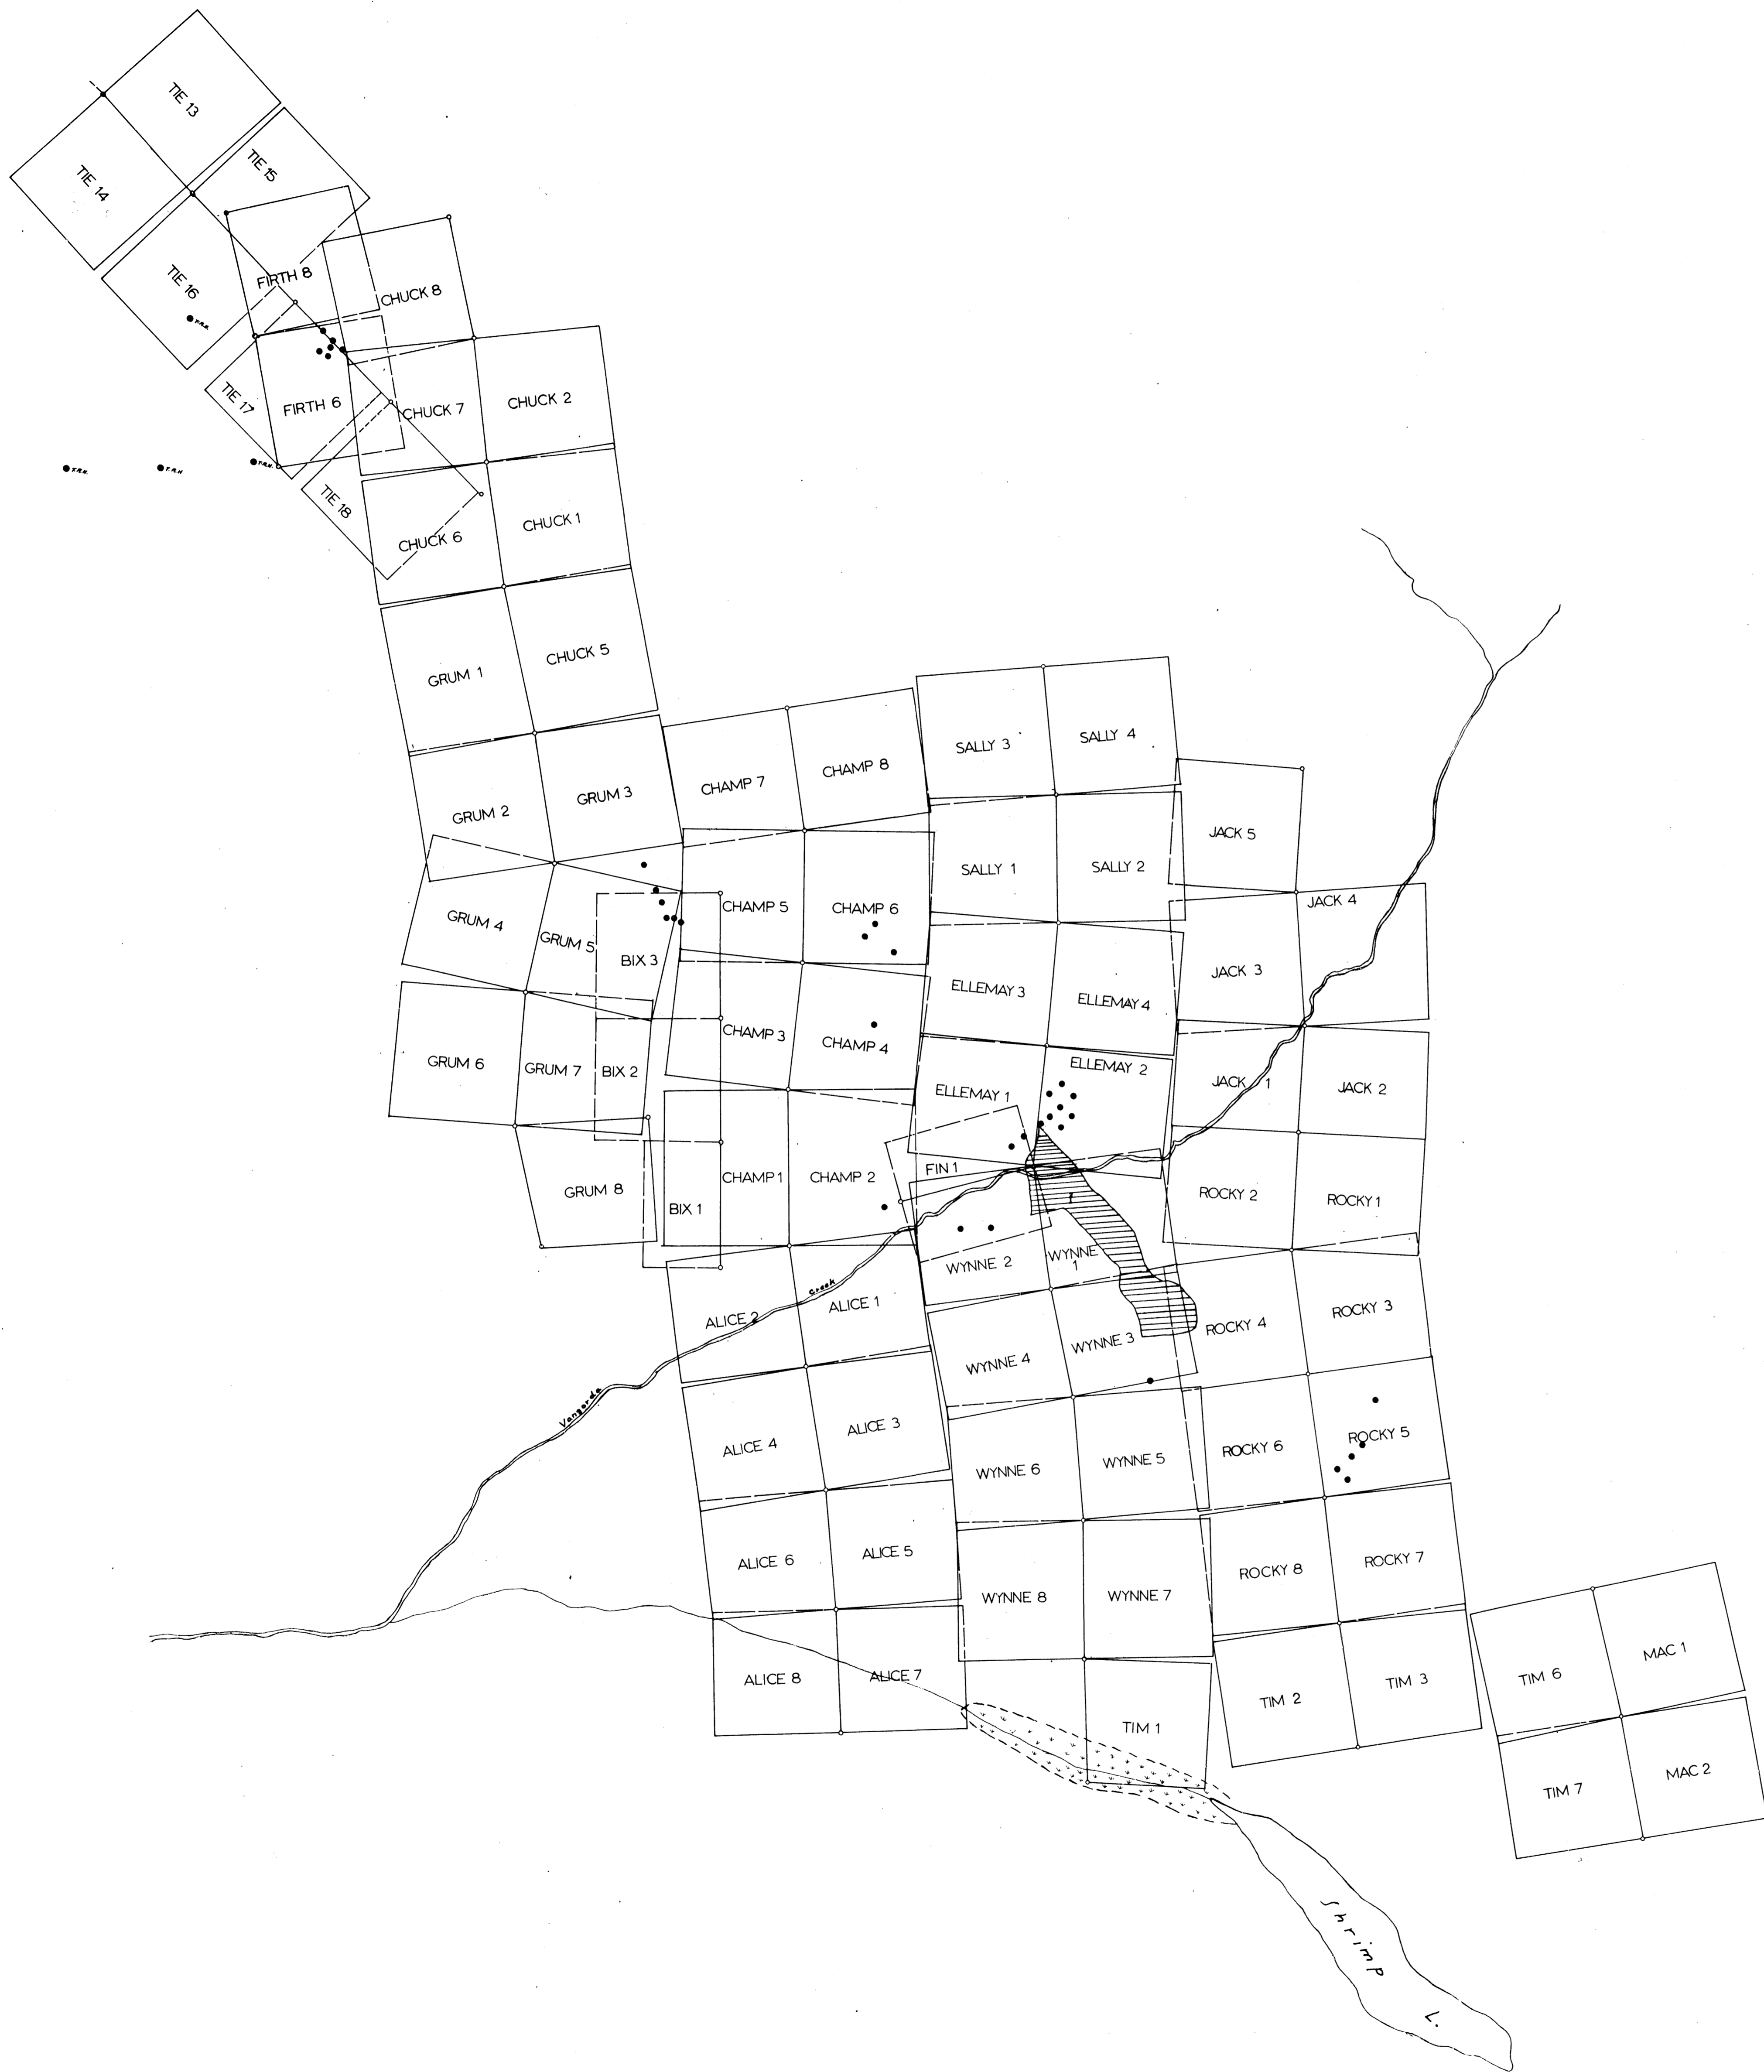 TIE 13
TIE 14
TIE 15
TIE 16
FIRTH 8
CHUCK 8
TIE 17
FIRTH 6
CHUCK 7
CHUCK 2
TIE 18
CHUCK 6
CHUCK 1
GRUM 1
CHUCK 5
GRUM 2
GRUM 3
CHAMP 7
CHAMP 8
SALLY 3
SALLY 4
JACK 5
SALLY 1
SALLY 2
JACK 4
GRUM 4
GRUM 5
BIX 3
CHAMP 5
CHAMP 6
JACK 3
ELLEMAY 3
ELLEMAY 4
CHAMP 3
CHAMP 4
GRUM 6
GRUM 7
BIX 2
ELLEMAY 1
ELLEMAY 2
JACK 1
JACK 2
FIN 1
GRUM 8
BIX 1
CHAMP 1
CHAMP 2
ROCKY 2
ROCKY 1
WYNNE 2
WYNNE
1
ALICE 2
Creek
ALICE 1
WYNNE 4
WYNNE 3
ROCKY 4
ROCKY 3
Vangorda
ALICE 4
ALICE 3
WYNNE 6
WYNNE 5
ROCKY 6
ROCKY 5
ALICE 6
ALICE 5
WYNNE 8
WYNNE 7
ROCKY 8
ROCKY 7
ALICE 8
ALICE 7
TIM 1
TIM 2
TIM 3
TIM 6
MAC 1
TIM 7
MAC 2
Shrimp L.